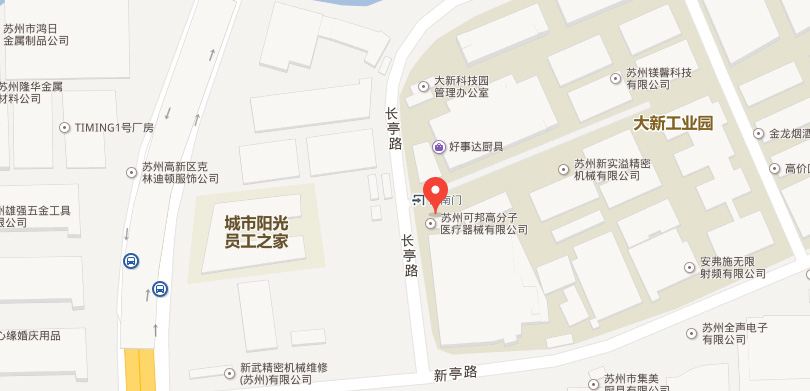 苏州市鸿日
金属制品公司
苏州隆华金属
材料公司
TIMING1号厂房
苏州高新区克
林迪顿服饰公司
州雄强五金工具
限公司
城市阳光
员工之家
心缘婚庆用品
新武精密机械维修
(苏州)有限公司
长亭路
长亭路
新亭路
大新科技园
管理办公室
好事达厨具
南门
苏州可邦高分子
医疗器械有限公司
苏州镁馨科技
有限公司
大新工业园
苏州新实溢精密
机械有限公司
金龙烟酒
高价回
安弗施无限
射频有限公司
苏州全声电子
有限公司
苏州市集美
厨具有限公司